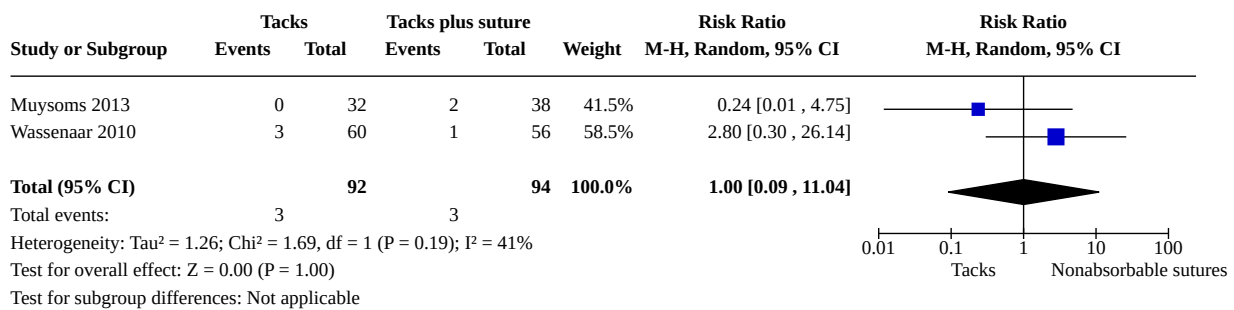 Tacks Tacks plus suture Risk Ratio Risk Ratio
Study or Subgroup Events Total Events Total Weight M-H, Random, 95% CI M-H, Random, 95% CI
Muysoms 2013 0 32 2 38 41.5% 0.24 [0.01 , 4.75]
Wassenaar 2010 3 60 1 56 58.5% 2.80 [0.30 , 26.14]
Total (95% CI) 92 94 100.0% 1.00 [0.09 , 11.04]
Total events: 3 3
Heterogeneity: Tau² = 1.26; Chi² = 1.69, df = 1 (P = 0.19); I² = 41%
0.01 0.1 1 10 100
Test for overall effect: Z = 0.00 (P = 1.00) Tacks Nonabsorbable sutures
Test for subgroup differences: Not applicable